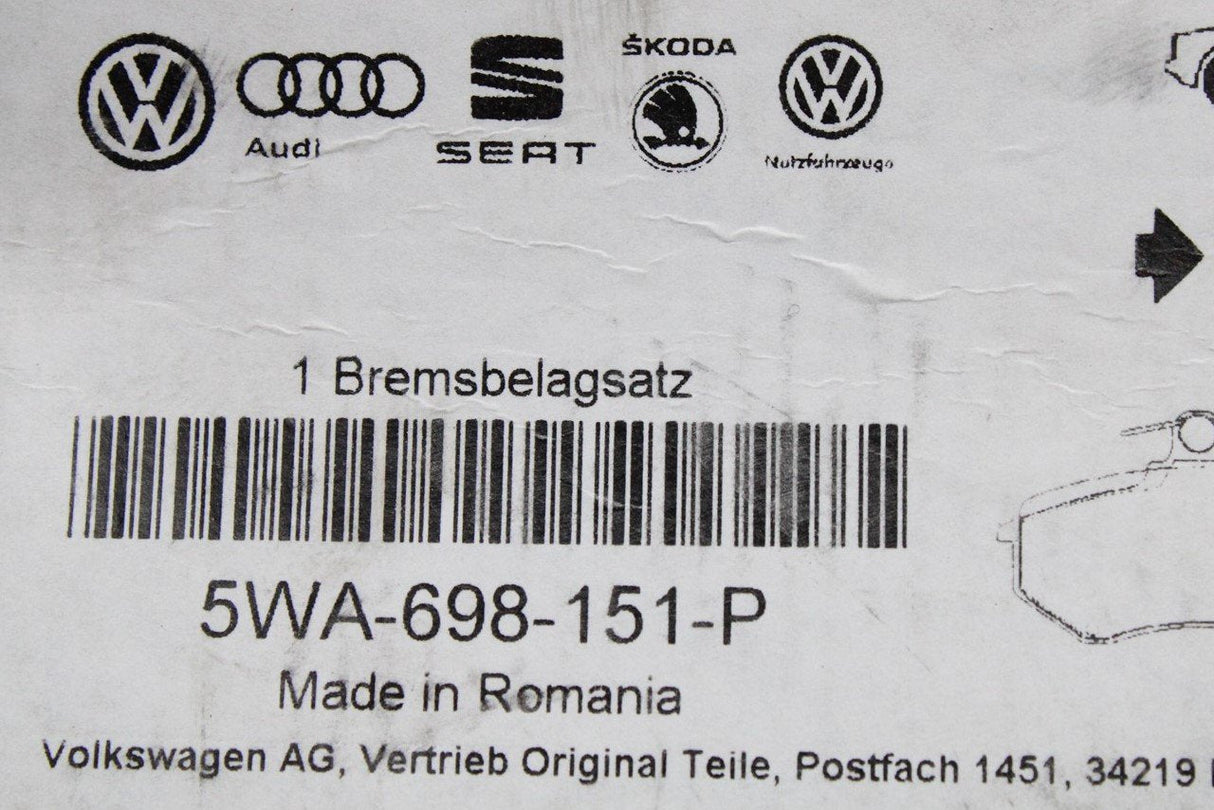 Audi
SEAT
ŠKODA
Nutzfahrzeuge
1 Bremsbelagsatz
5WA-698-151-P
Made in Romania
Volkswagen AG, Vertrieb Original Teile, Postfach 1451, 34219